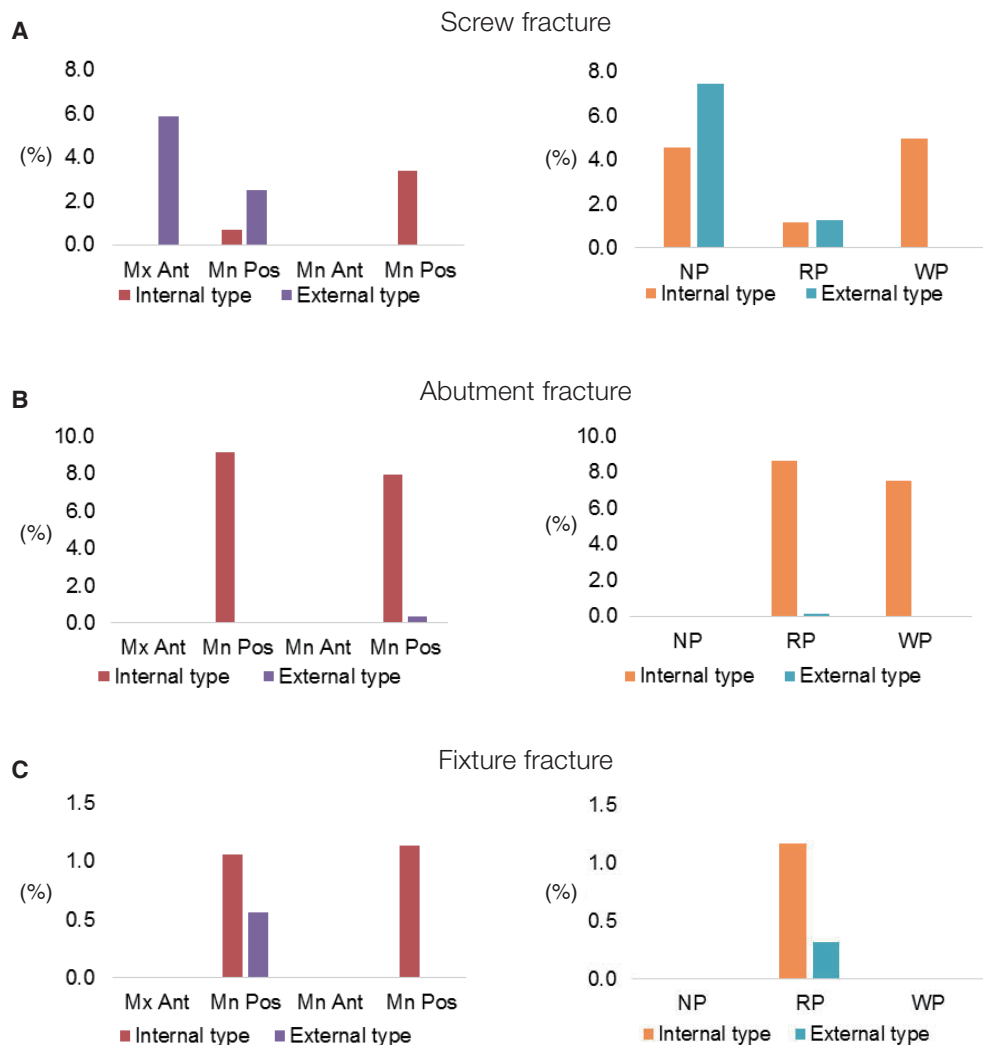 A
Screw fracture
8.0
6.0
(%)
4.0
2.0
0.0
Mx Ant Mn Pos Mn Ant Mn Pos
Internal type External type
8.0
6.0
(%)
4.0
2.0
0.0
NP RP WP
Internal type External type
B
Abutment fracture
10.0
8.0
6.0
(%)
4.0
2.0
0.0
Mx Ant Mn Pos Mn Ant Mn Pos
Internal type External type
10.0
8.0
6.0
(%)
4.0
2.0
0.0
NP RP WP
Internal type External type
C
Fixture fracture
1.5
1.0
(%)
0.5
0.0
Mx Ant Mn Pos Mn Ant Mn Pos
Internal type External type
1.5
1.0
(%)
0.5
0.0
NP RP WP
Internal type External type